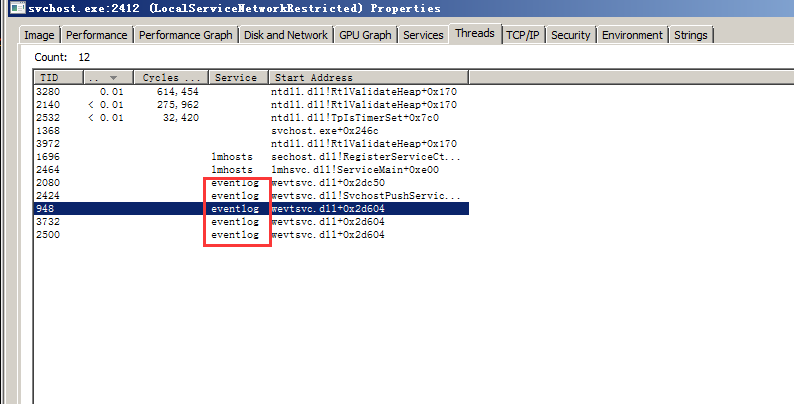 svchost.exe:2412 (LocalServiceNetworkRestricted) Properties
Image Performance Performance Graph Disk and Network GPU Graph Services Threads TCP/IP Security Environment Strings
Count: 12
TID .. Cycles ... Service Start Address
3280 0.01 614,454 ntdll.dll!RtlValidateHeap+0x170
2140 < 0.01 275,962 ntdll.dll!RtlValidateHeap+0x170
2532 < 0.01 32,420 ntdll.dll!TpIsTimerSet+0x7c0
1368 svchost.exe+0x246c
3972 ntdll.dll!RtlValidateHeap+0x170
1696 lmhosts sechost.dll!RegisterServiceCt...
2464 lmhosts lmhsvc.dll!ServiceMain+0xe00
2080 eventlog wevtsvc.dll+0x2dc50
2424 eventlog wevtsvc.dll!SvchostPushServic...
948 eventlog wevtsvc.dll+0x2d604
3732 eventlog wevtsvc.dll+0x2d604
2500 eventlog wevtsvc.dll+0x2d604